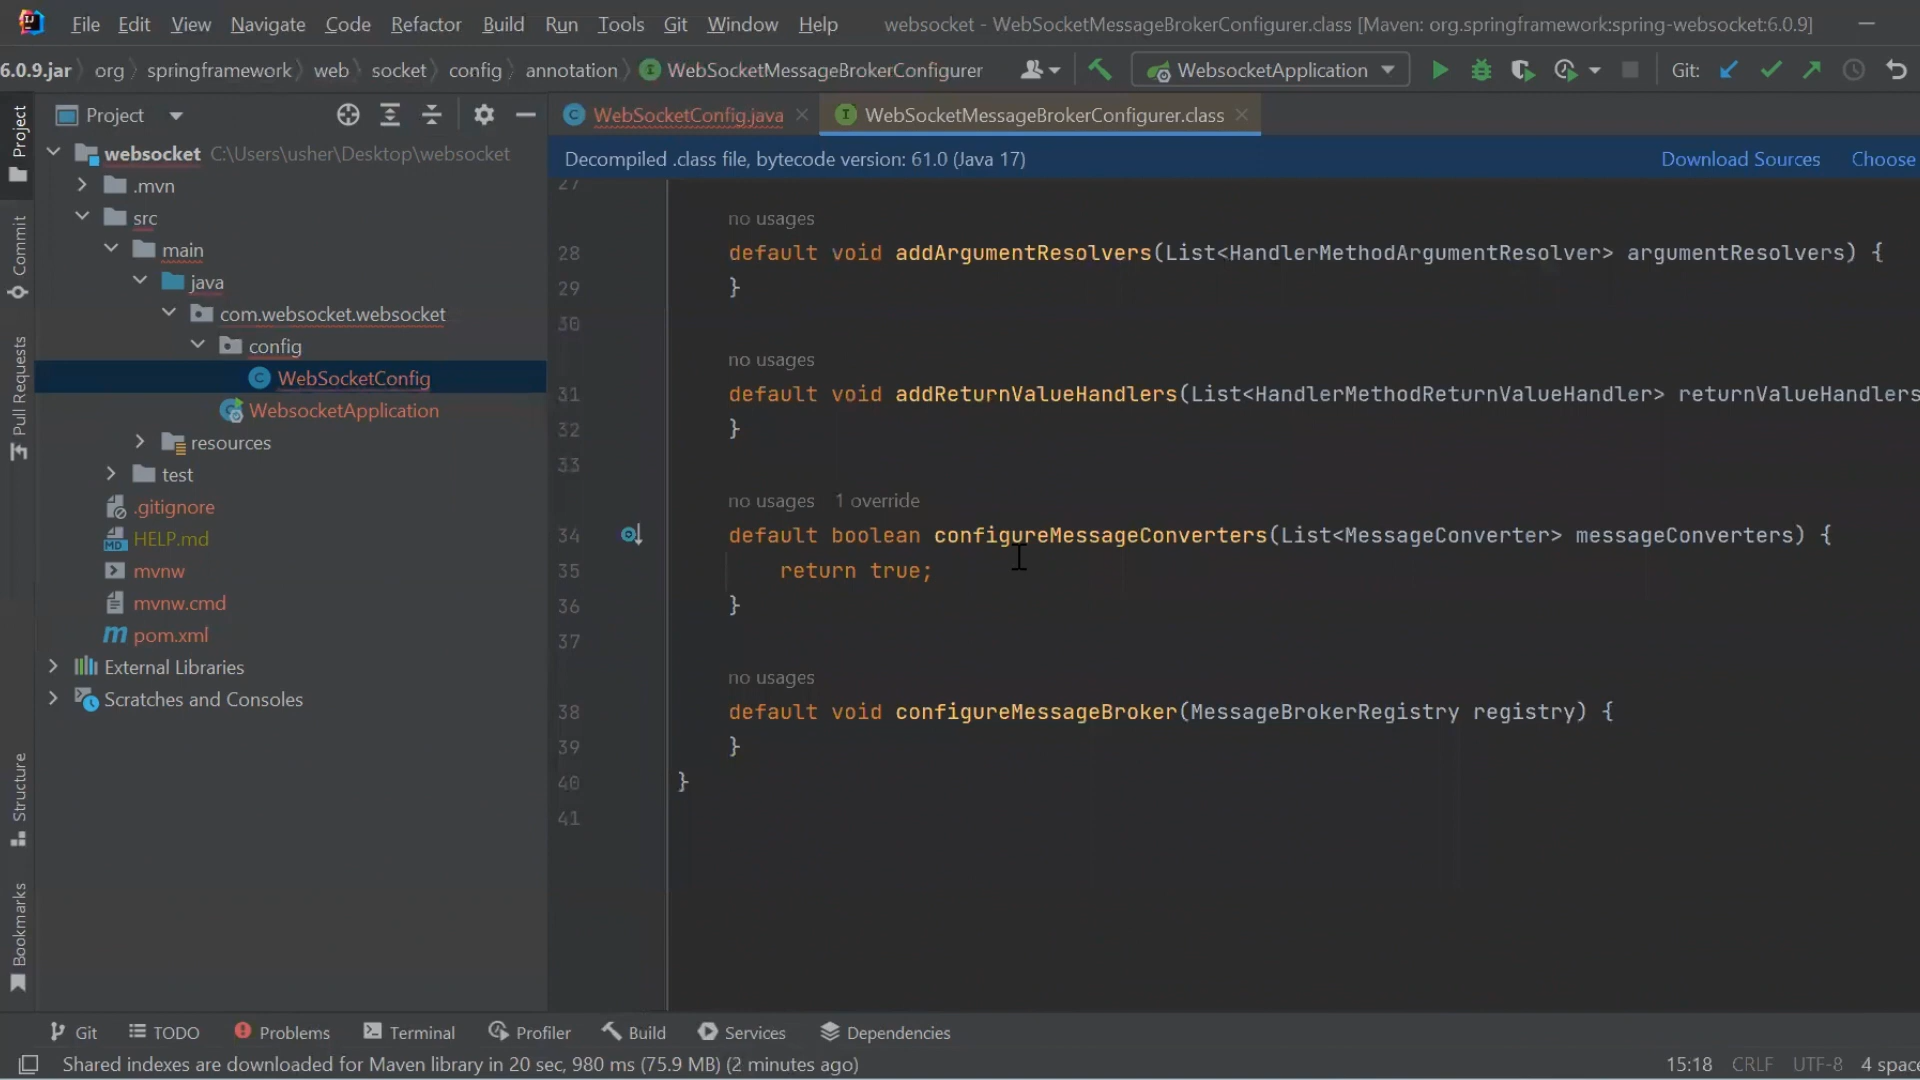 File Edit View Navigate Code Refactor Build Run Tools Git Window Help websocket - WebSocketMessageBrokerConfigurer.class [Maven: org.springframework:spring-websocket:6.0.9]
6.0.9.jar org springframework web socket config annotation WebSocketMessageBrokerConfigurer WebsocketApplication Git:
Project
Commit
Pull Requests
Structure
Bookmarks
Project
websocket C:\Users\usher\Desktop\websocket
.mvn
src
main
java
com.websocket.websocket
config
WebSocketConfig
WebsocketApplication
resources
test
.gitignore
HELP.md
mvnw
mvnw.cmd
pom.xml
External Libraries
Scratches and Consoles
WebSocketConfig.java WebSocketMessageBrokerConfigurer.class
Decompiled .class file, bytecode version: 61.0 (Java 17) Download Sources Choose
27
no usages
28 default void addArgumentResolvers(List<HandlerMethodArgumentResolver> argumentResolvers) {
29 }
30
no usages
31 default void addReturnValueHandlers(List<HandlerMethodReturnValueHandler> returnValueHandlers
32 }
33
no usages 1 override
34 default boolean configureMessageConverters(List<MessageConverter> messageConverters) {
35 return true;
36 }
37
no usages
38 default void configureMessageBroker(MessageBrokerRegistry registry) {
39 }
40 }
41
Git TODO Problems Terminal Profiler Build Services Dependencies
Shared indexes are downloaded for Maven library in 20 sec, 980 ms (75.9 MB) (2 minutes ago) 15:18 CRLF UTF-8 4 space